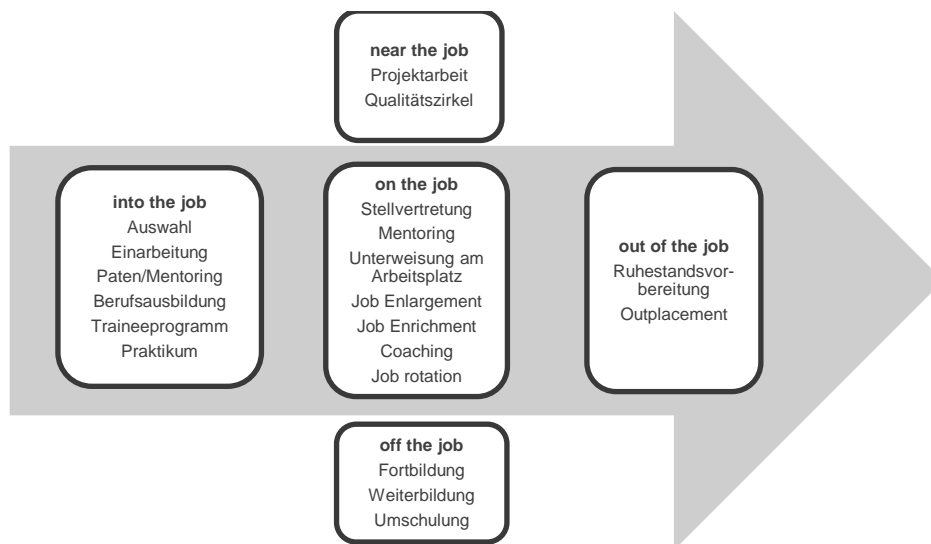 near the job
Projektarbeit
Qualitätszirkel
into the job
Auswahl
Einarbeitung
Paten/Mentoring
Berufsausbildung
Traineeprogramm
Praktikum
on the job
Stellvertretung
Mentoring
Unterweisung am
Arbeitsplatz
Job Enlargement
Job Enrichment
Coaching
Job rotation
out of the job
Ruhestandsvor-
bereitung
Outplacement
off the job
Fortbildung
Weiterbildung
Umschulung